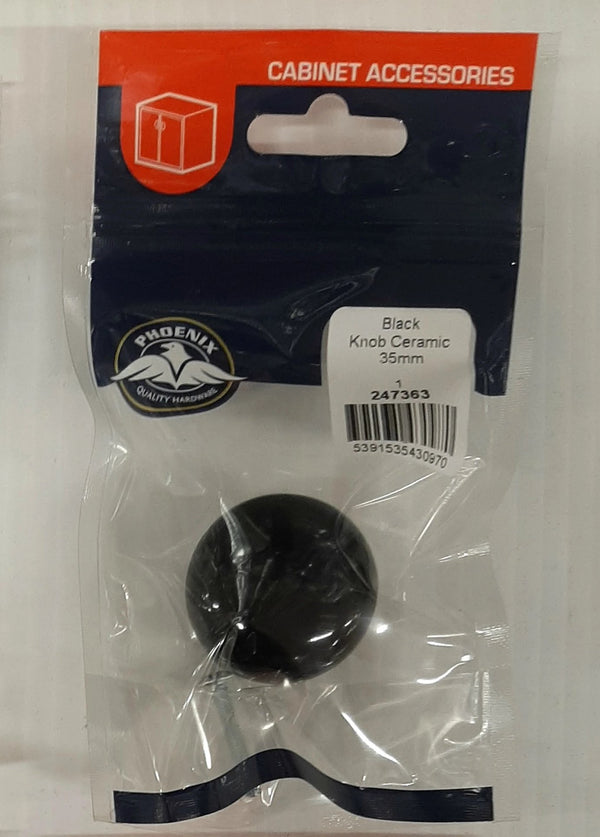 CABINET ACCESSORIES
PHOENIX
QUALITY HARDWARE
Black
Knob Ceramic
35mm
1
247363
5391535430970